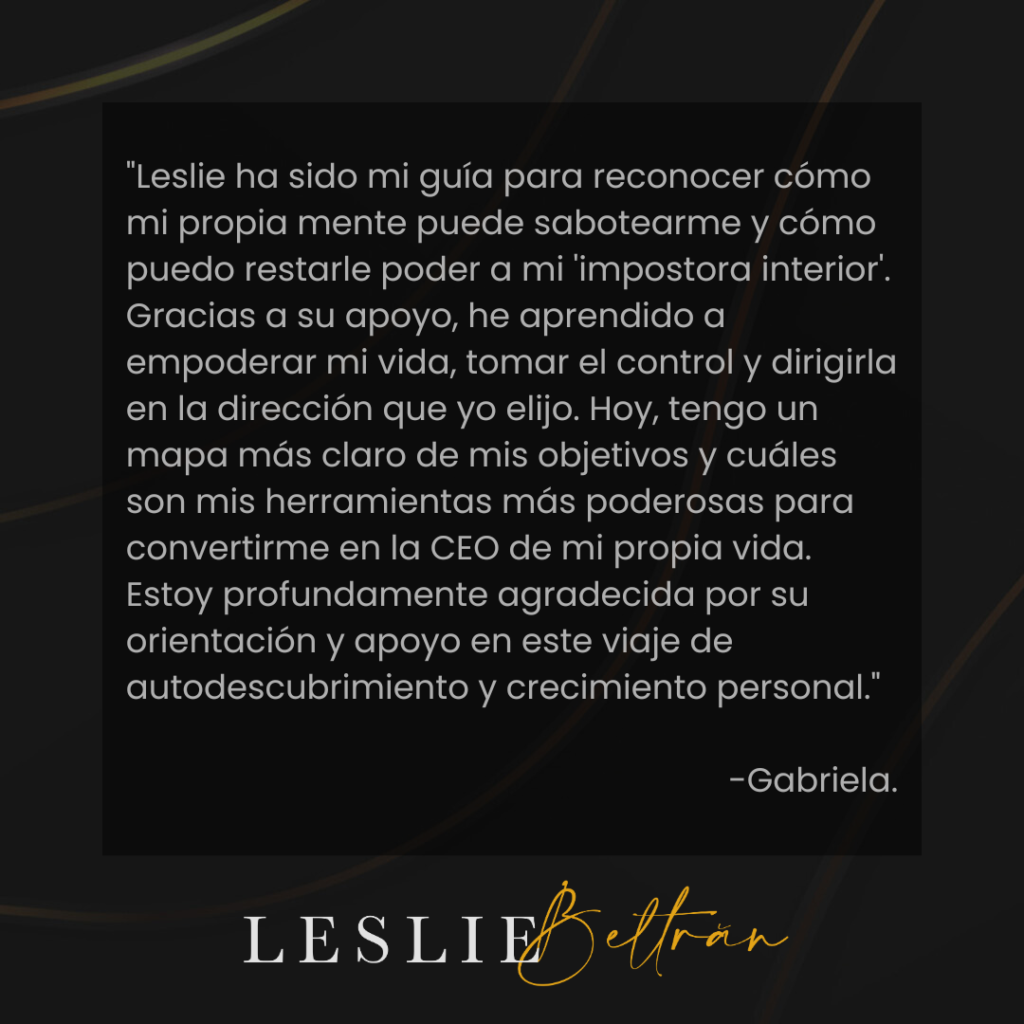 "Leslie ha sido mi guía para reconocer cómo
mi propia mente puede sabotearme y cómo
puedo restarle poder a mi 'impostora interior'.
Gracias a su apoyo, he aprendido a
empoderar mi vida, tomar el control y dirigirla
en la dirección que yo elijo. Hoy, tengo un
mapa más claro de mis objetivos y cuáles
son mis herramientas más poderosas para
convertirme en la CEO de mi propia vida.
Estoy profundamente agradecida por su
orientación y apoyo en este viaje de
autodescubrimiento y crecimiento personal."
-Gabriela.
LESLIE Beltrán